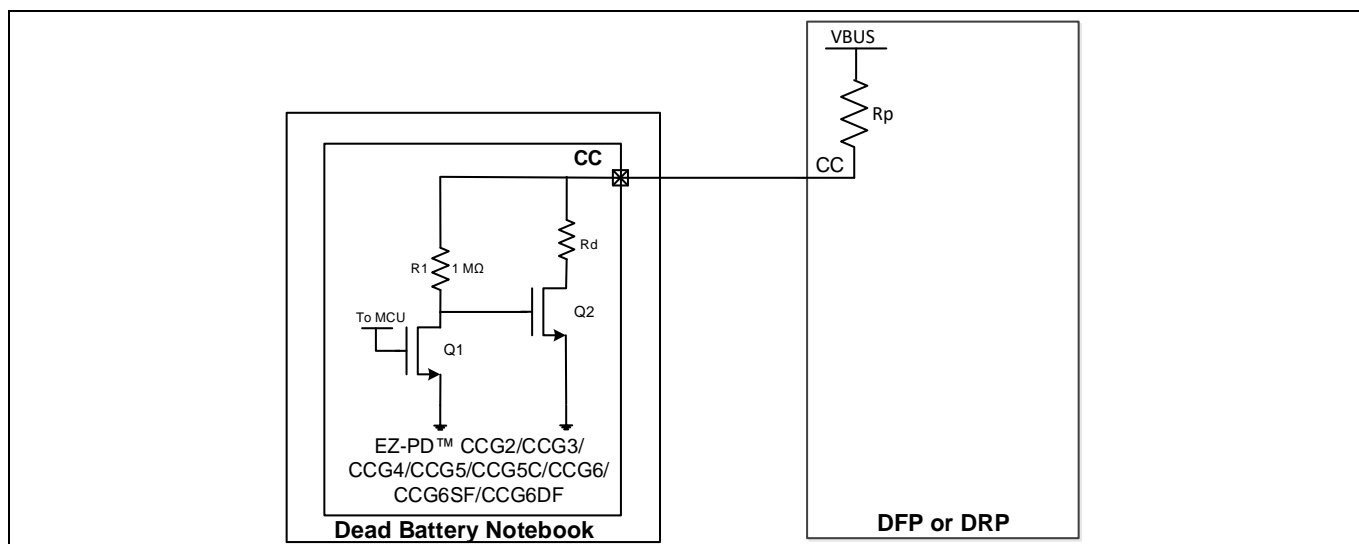 VBUS
Rp
CC
CC
Rd
R1
1 MΩ
To MCU
Q2
Q1
EZ-PD™ CCG2/CCG3/
CCG4/CCG5/CCG5C/CCG6/
CCG6SF/CCG6DF
Dead Battery Notebook
DFP or DRP